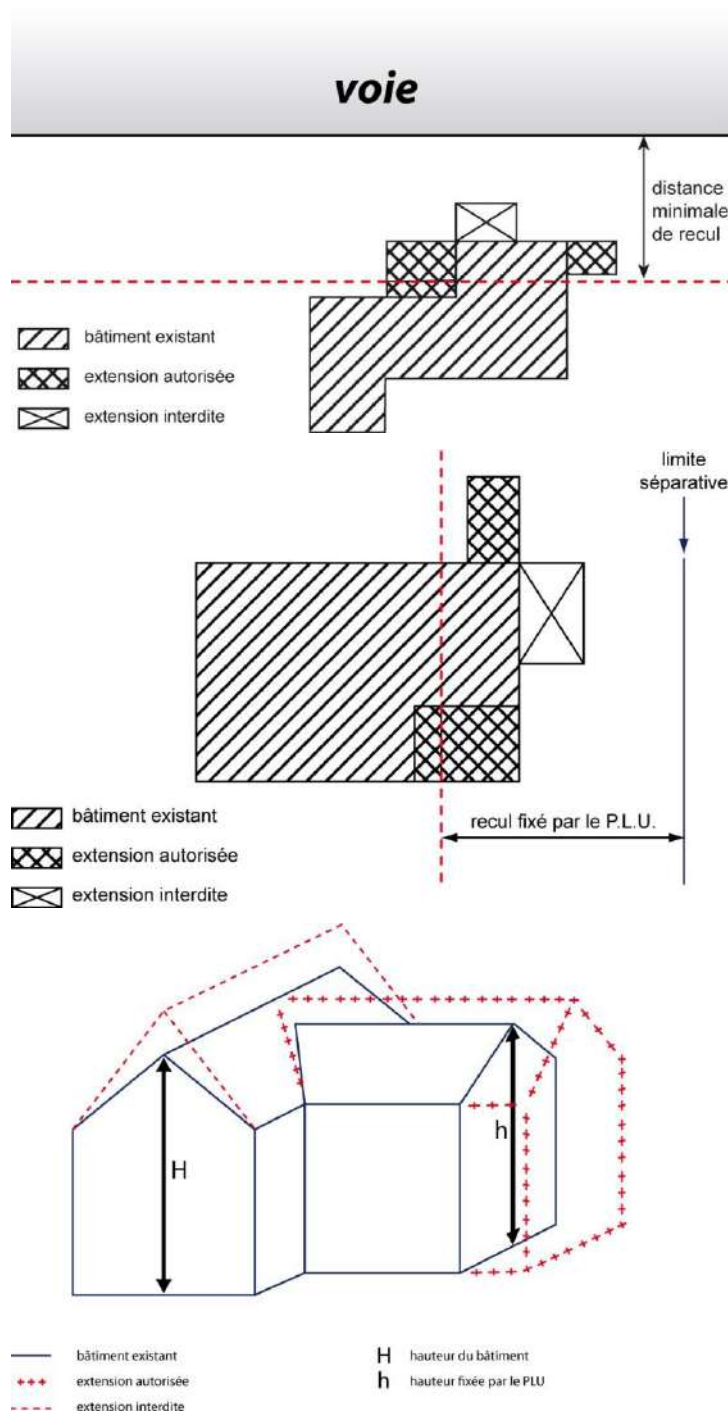 voie
distance
minimale
de recul
bâtiment existant
extension autorisée
extension interdite
limite
séparative
bâtiment existant
recul fixé par le P.L.U.
extension autorisée
extension interdite
H
h
bâtiment existant
H hauteur du bâtiment
extension autorisée
h hauteur fixée par le PLU
extension interdite